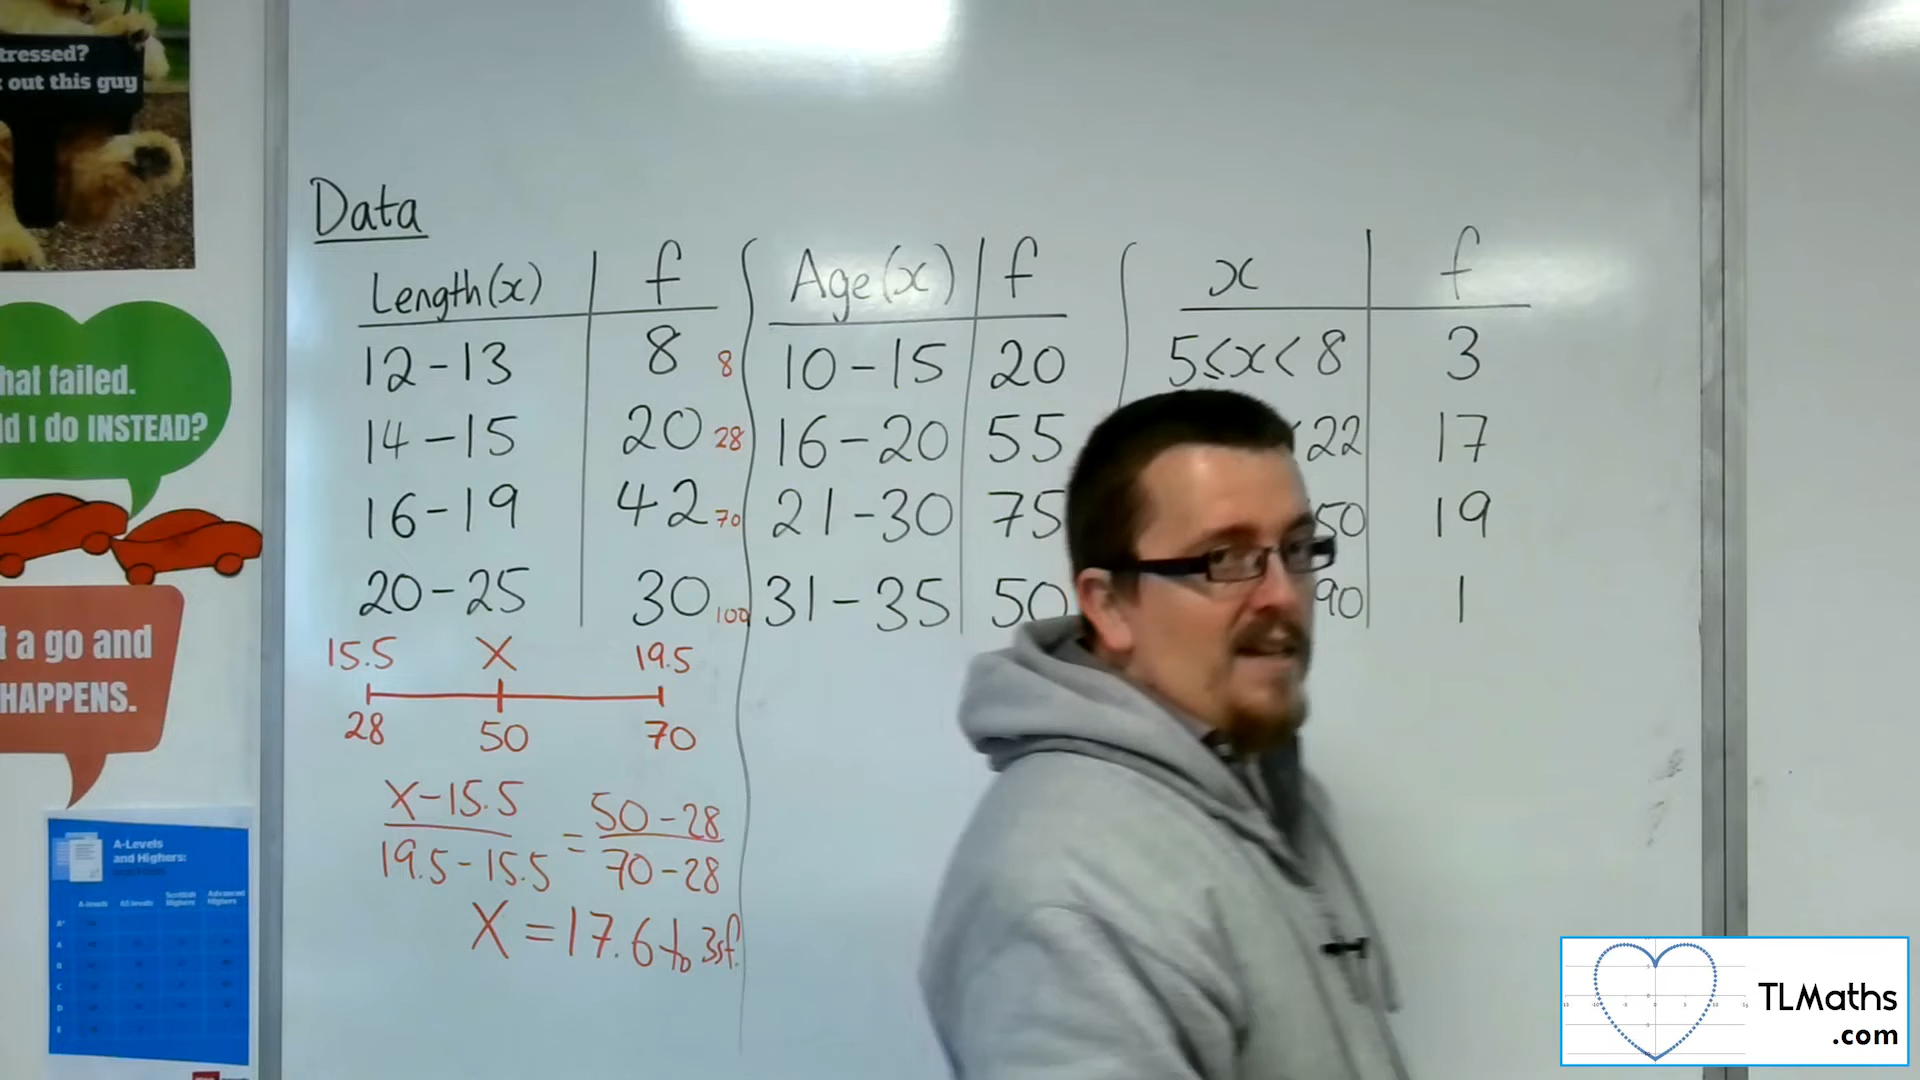 tressed?
out this guy
hat failed.
ld I do INSTEAD?
t a go and
HAPPENS.
A-Levels
and Highers:
Data
Length(x) f
12-13 8 8
14-15 20 28
16-19 42 70
20-25 30 100
15.5 X 19.5
28 50 70
X-15.5 = 50-28
19.5-15.5 70-28
X = 17.6 to 3sf.
Age(x) f
10-15 20
16-20 55
21-30 75
31-35 50
x f
5≤x<8 3
<22 17
50 19
90 1
TLMaths
.com